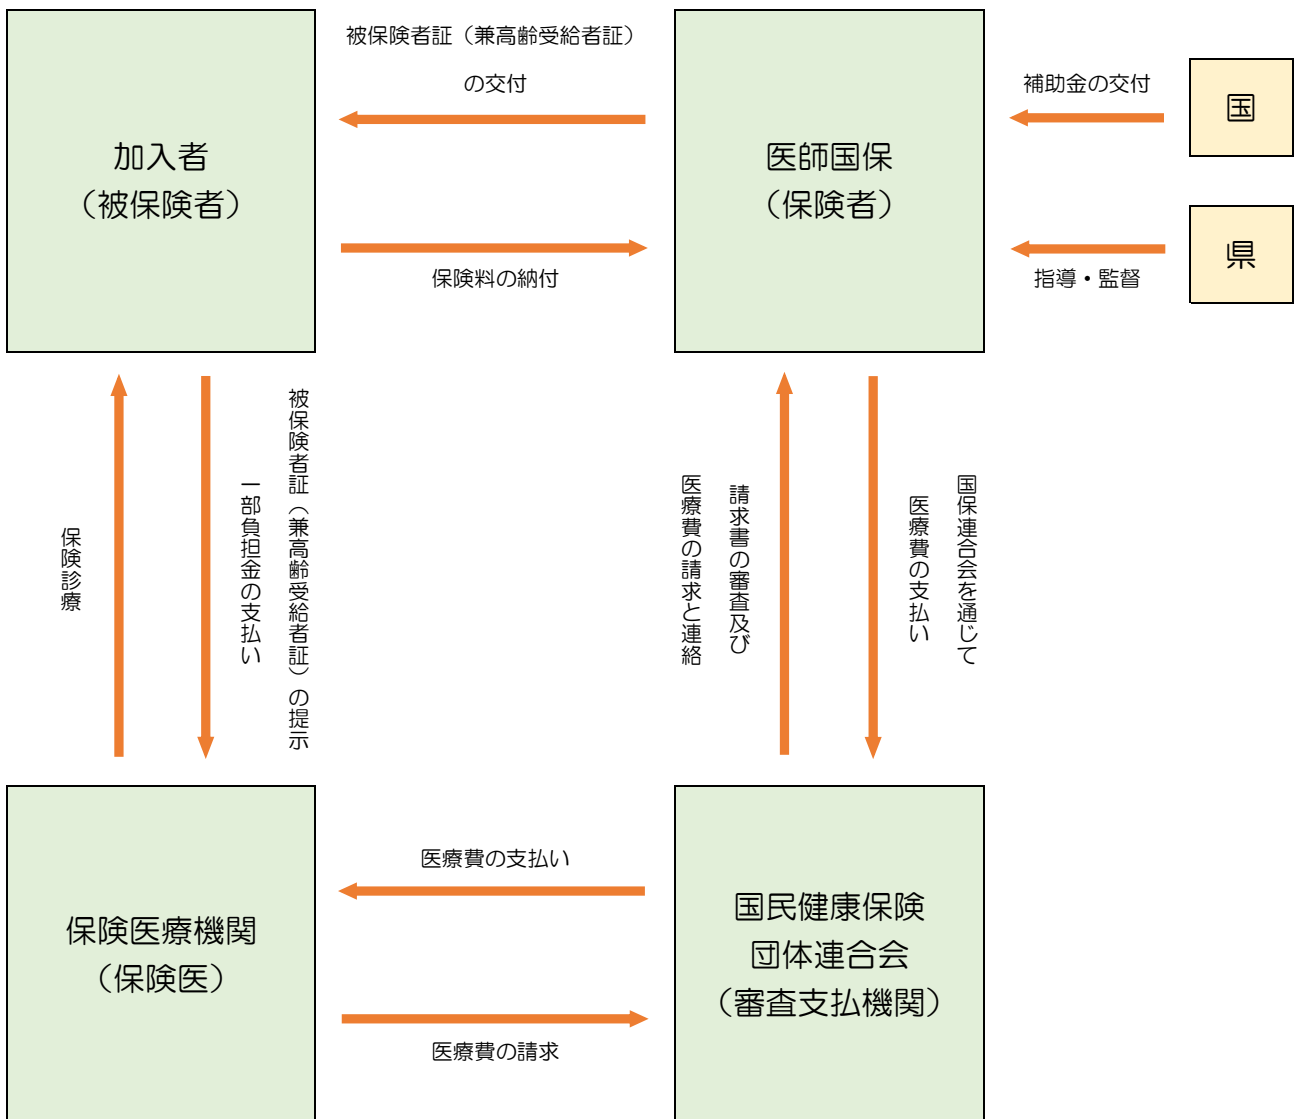 被保険者証（兼高齢受給者証）
の交付
補助金の交付
国
加入者
（被保険者）
医師国保
（保険者）
保険料の納付
県
指導・監督
保険診療
被保険者証（兼高齢受給者証）の提示
一部負担金の支払い
請求書の審査及び
医療費の請求と連絡
国保連合会を通じて
医療費の支払い
医療費の支払い
保険医療機関
（保険医）
国民健康保険
団体連合会
（審査支払機関）
医療費の請求